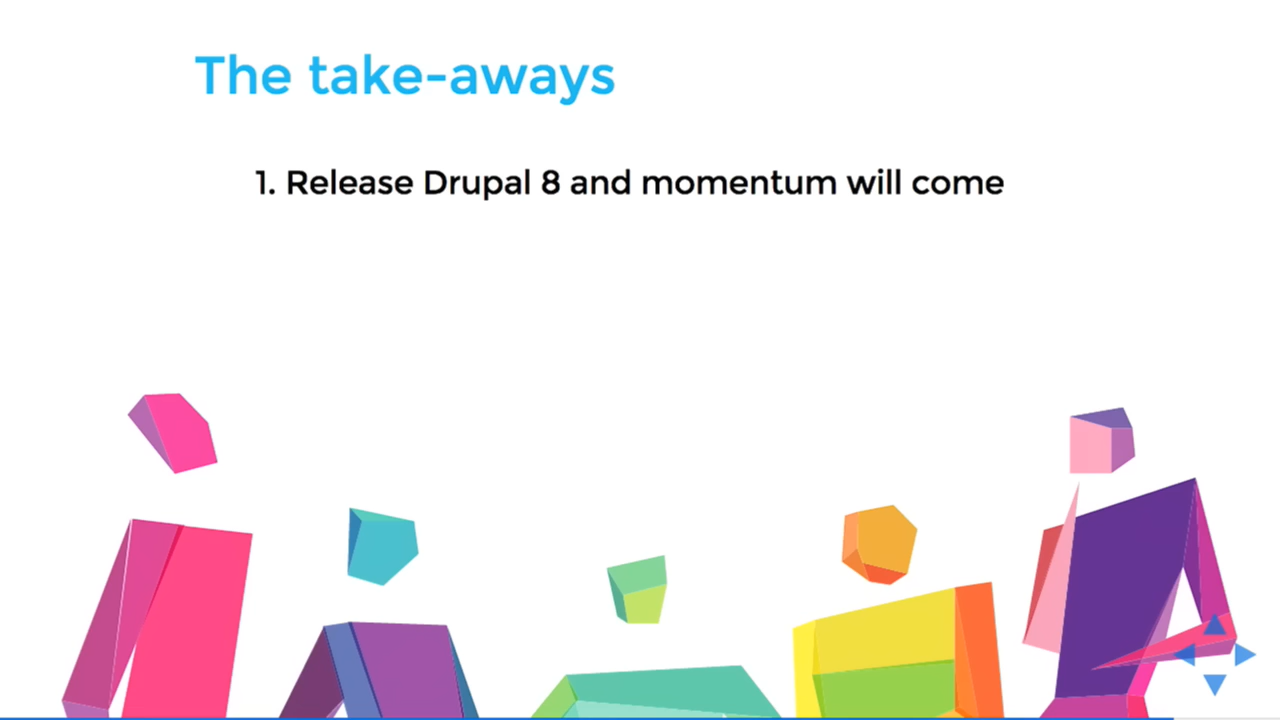 The take-aways
1. Release Drupal 8 and momentum will come